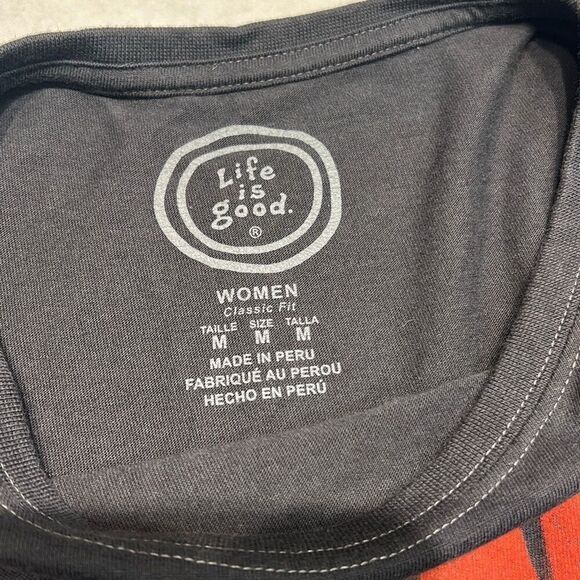 Life
is
good.
®
WOMEN
Classic Fit
TAILLE SIZE TALLA
M M M
MADE IN PERU
FABRIQUÉ AU PEROU
HECHO EN PERÚ